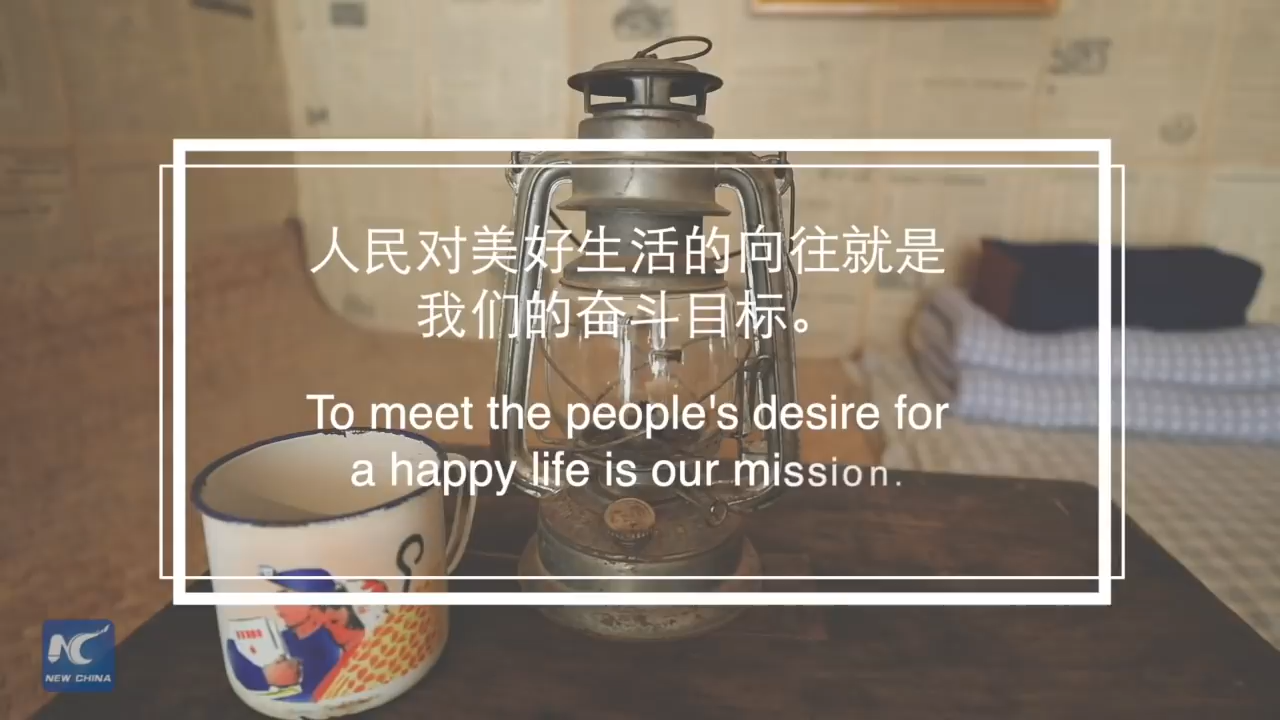 人民对美好生活的向往就是
我们的奋斗目标。
To meet the people's desire for
a happy life is our mission.
NEW CHINA